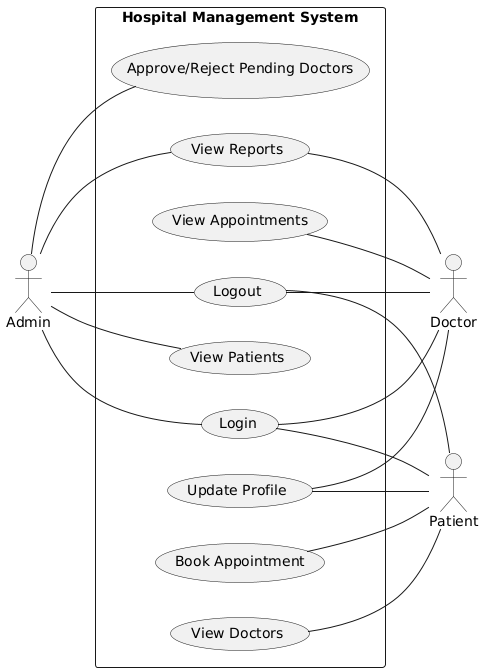 Hospital Management System
Approve/Reject Pending Doctors
View Reports
View Appointments
Logout
Admin
Doctor
View Patients
Login
Update Profile
Patient
Book Appointment
View Doctors